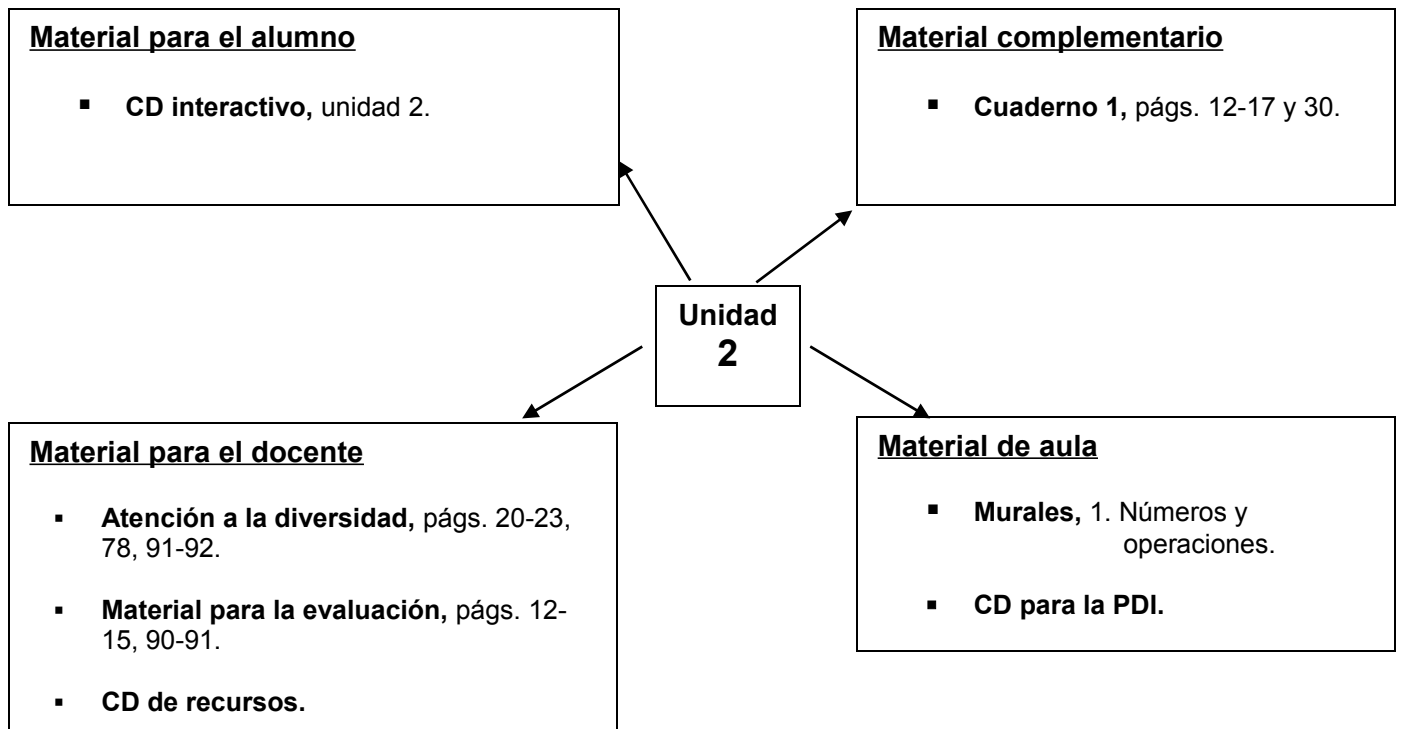 Material para el alumno
▪ CD interactivo, unidad 2.
Material complementario
▪ Cuaderno 1, págs. 12-17 y 30.
Unidad
2
Material para el docente
▪ Atención a la diversidad, págs. 20-23,
78, 91-92.
▪ Material para la evaluación, págs. 12-
15, 90-91.
▪ CD de recursos.
Material de aula
▪ Murales, 1. Números y
operaciones.
▪ CD para la PDI.